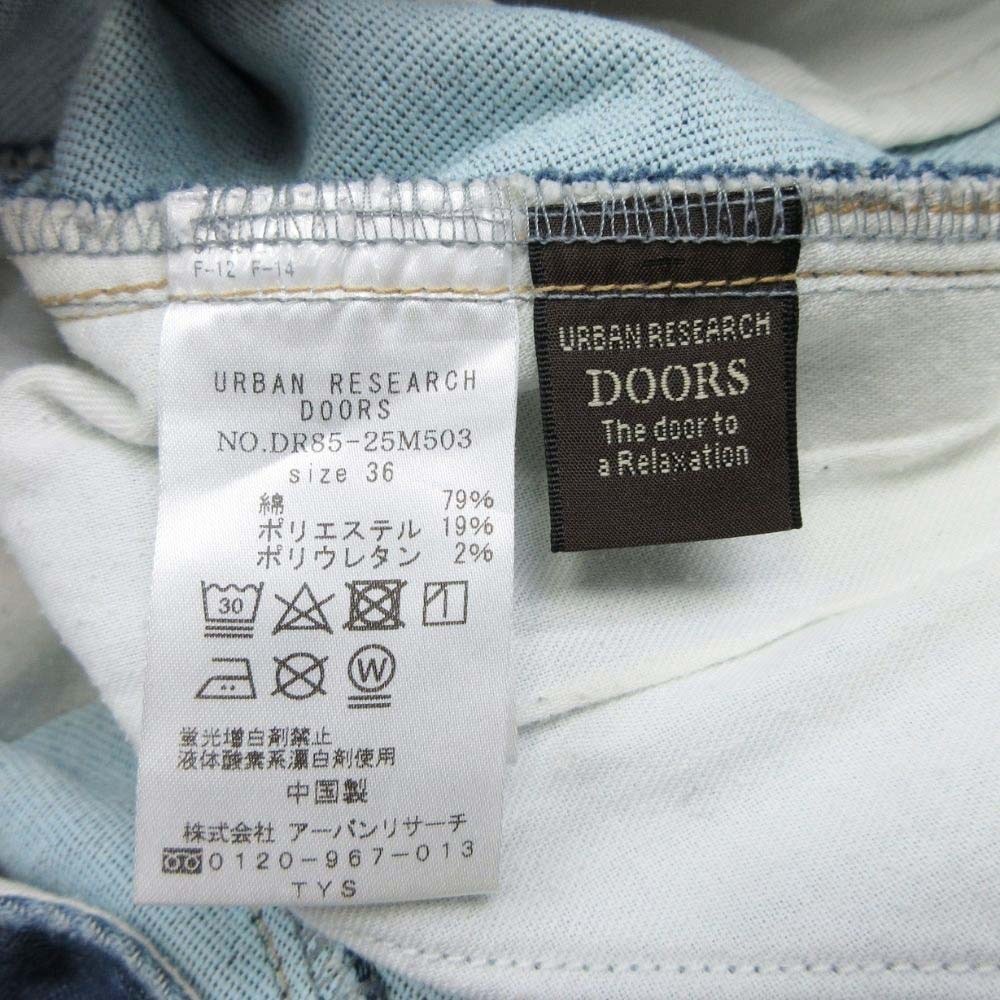 F-12 F-14
URBAN RESEARCH
DOORS
NO.DR85-25M503
size 36
綿 79%
ポリエステル 19%
ポリウレタン 2%
30
W
蛍光増白剤禁止
液体酸素系漂白剤使用
中国製
株式会社 アーバンリサーチ
0120-967-013
TYS
URBAN RESEARCH
DOORS
The door to
a Relaxation